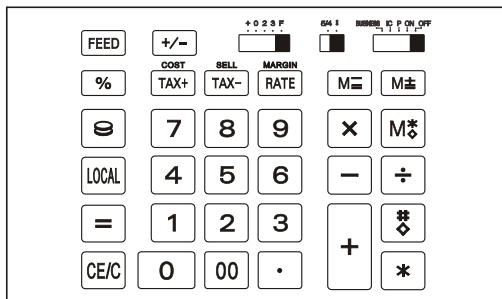 + 0 2 3 F 5/4 BUSINESS IC P ON OFF
FEED +/−
COST SELL MARGIN
% TAX+ TAX− RATE M= M±
7 8 9 × M*◇
LOCAL 4 5 6 − ÷
= 1 2 3 + #◇
CE/C 0 00 · *